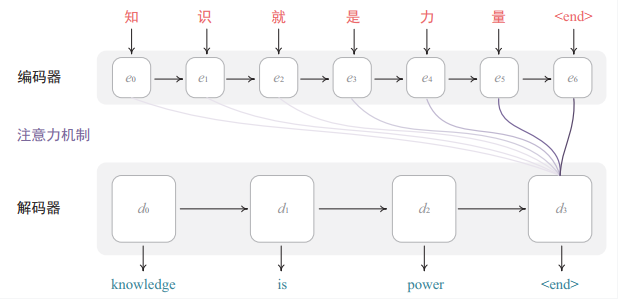 知 识 就 是 力 量 <end>
编码器 e0 e1 e2 e3 e4 e5 e6
注意力机制
解码器 d0 d1 d2 d3
knowledge is power <end>